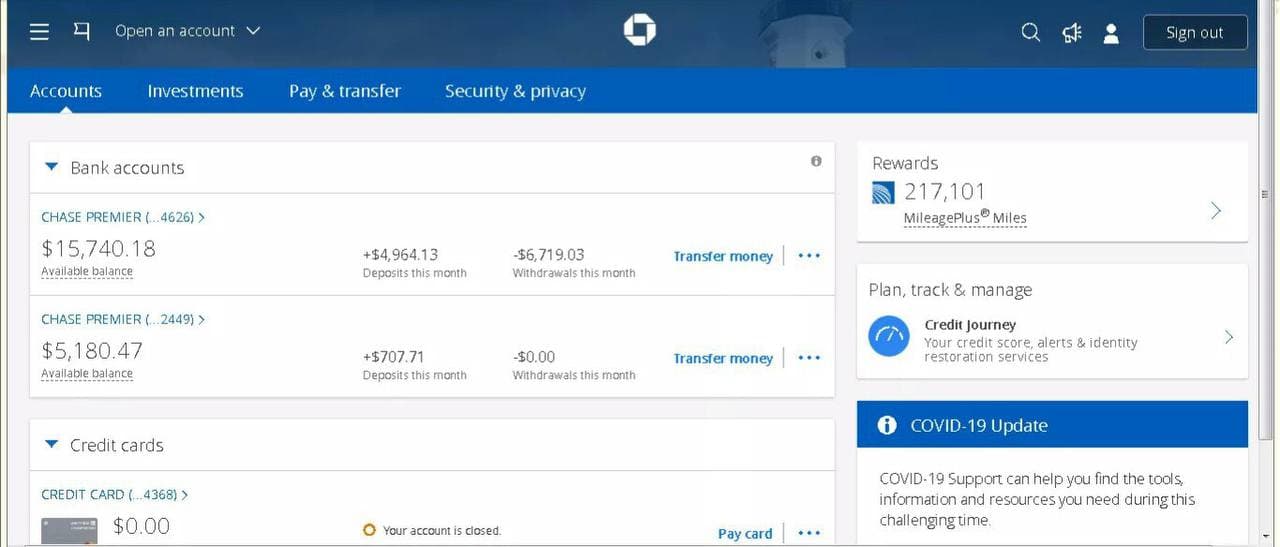 Open an account
Sign out
Accounts Investments Pay & transfer Security & privacy
Bank accounts
CHASE PREMIER (...4626)
$15,740.18
Available balance
+$4,964.13
Deposits this month
-$6,719.03
Withdrawals this month
Transfer money
CHASE PREMIER (...2449)
$5,180.47
Available balance
+$707.71
Deposits this month
-$0.00
Withdrawals this month
Transfer money
Credit cards
CREDIT CARD (...4368)
$0.00
Your account is closed.
Pay card
Rewards
217,101
MileagePlus® Miles
Plan, track & manage
Credit Journey
Your credit score, alerts & identity
restoration services
COVID-19 Update
COVID-19 Support can help you find the tools,
information and resources you need during this
challenging time.